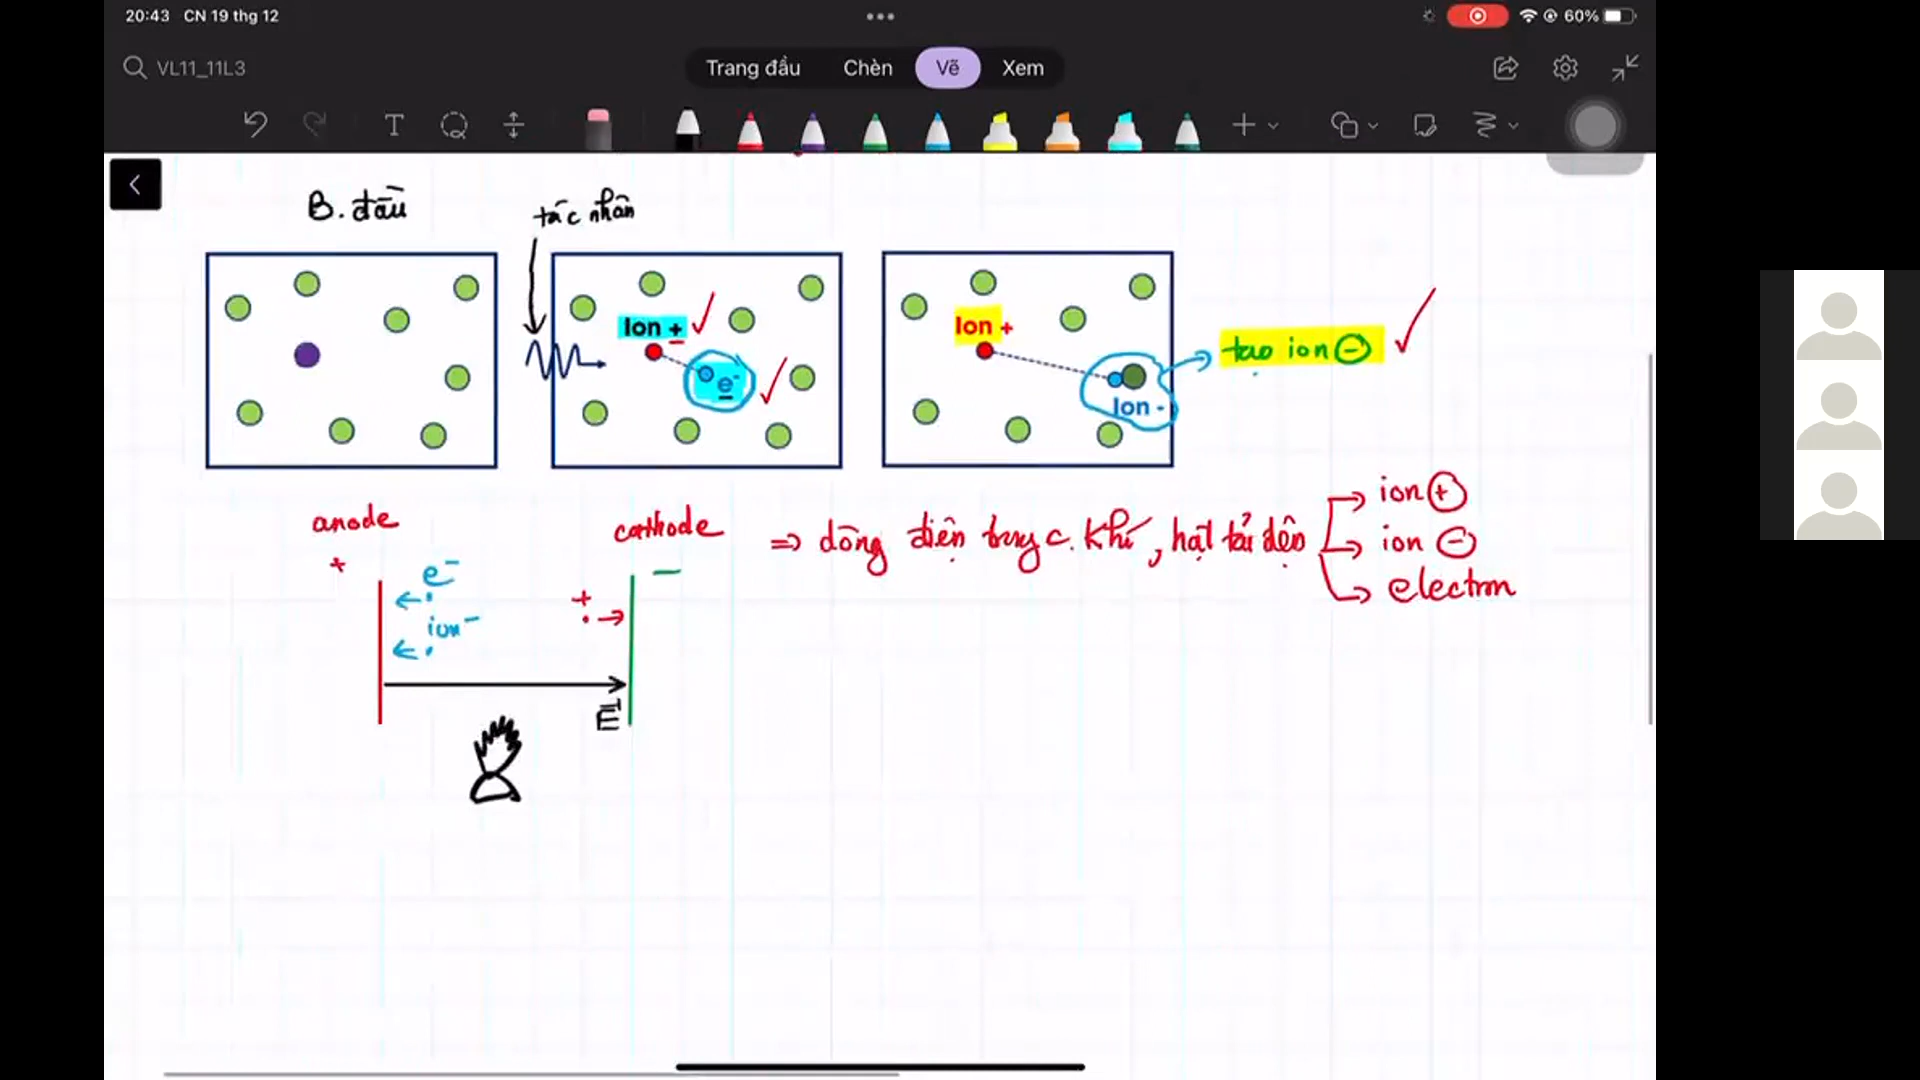 20:43 CN 19 thg 12
60%
VL11_11L3
Trang đầu Chèn Vẽ Xem
T
B. đầu
tác nhân
Ion +
e-
Ion +
Ion -
tạo ion -
anode
cathode
+
-
e-
ion-
+
E
=> dòng điện trong c. khí, hạt tải điện
ion +
ion -
electron